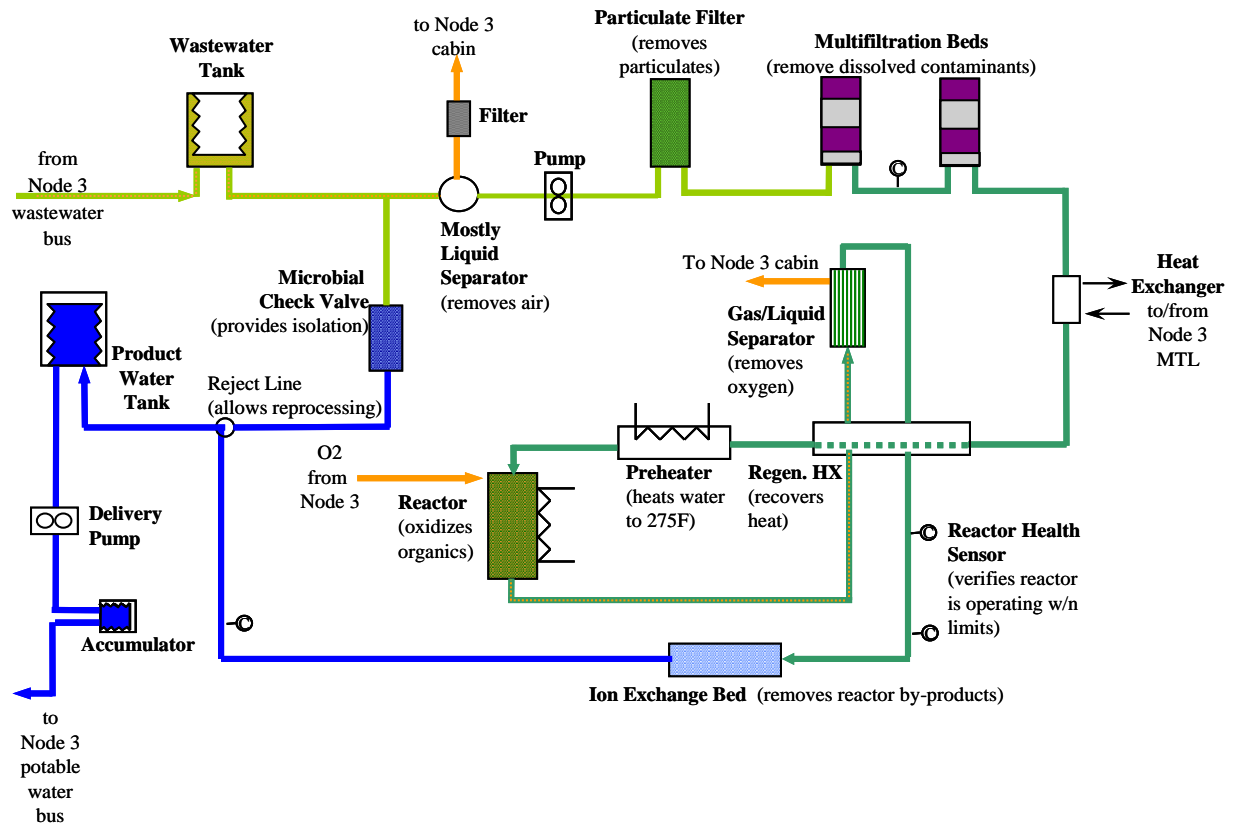 Wastewater
Tank
to Node 3
cabin
Filter
Particulate Filter
(removes
particulates)
Multifiltration Beds
(remove dissolved contaminants)
from
Node 3
wastewater
bus
Pump
Mostly
Liquid
Separator
(removes air)
Microbial
Check Valve
(provides isolation)
To Node 3 cabin
Gas/Liquid
Separator
(removes
oxygen)
Heat
Exchanger
to/from
Node 3
MTL
Product
Water
Tank
Reject Line
(allows reprocessing)
O2
from
Node 3
Reactor
(oxidizes
organics)
Preheater
(heats water
to 275F)
Regen. HX
(recovers
heat)
C
C
Reactor Health
Sensor
(verifies reactor
is operating w/n
limits)
C
Delivery
Pump
C
Accumulator
Ion Exchange Bed (removes reactor by-products)
to
Node 3
potable
water
bus